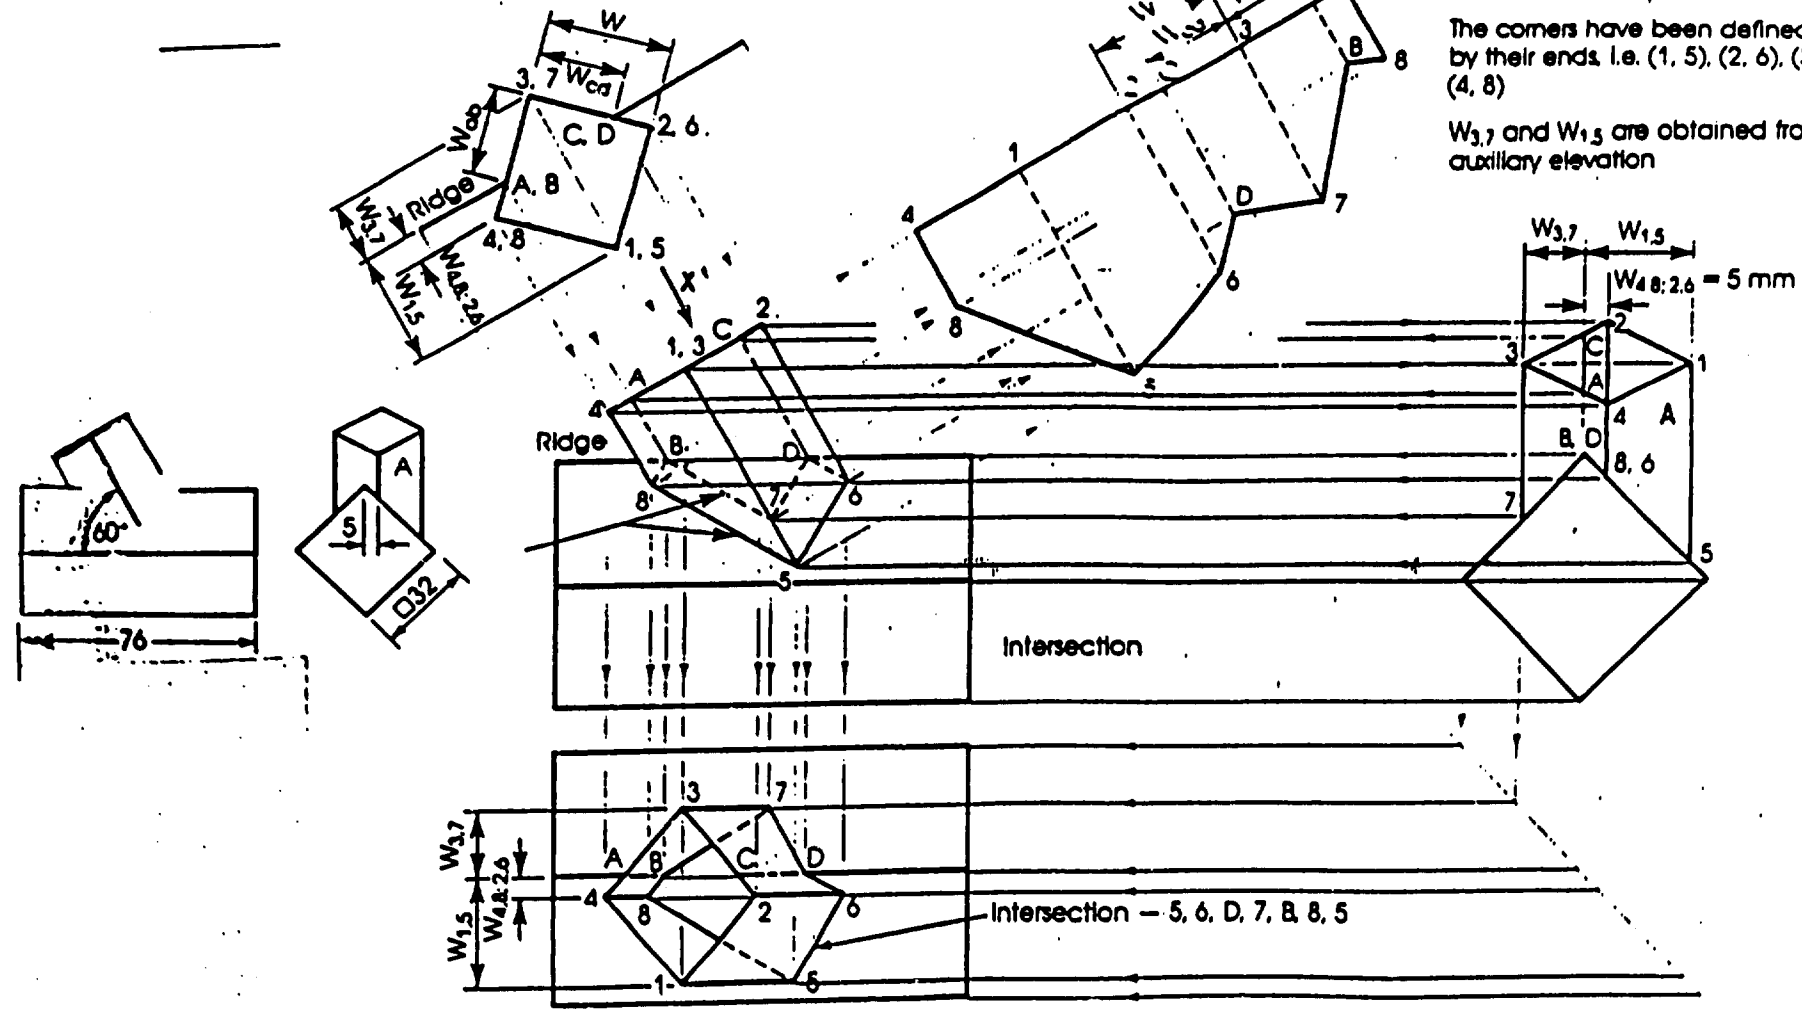 The corners have been defined
by their ends, i.e. (1, 5), (2, 6), (
(4, 8)
W3,7 and W1,5 are obtained fro
auxiliary elevation
W
Wcd
3, 7
C, D
2, 6.
Wab
A, 8
Ridge
4, 8
1, 5
W3,7
W4,8; 2,6
W1,5
X
3
B
8
1
4
D
7
6
8
W3,7
W1,5
W4 8; 2,6 = 5 mm
2.
C
1, 3
A
4
Ridge
B.
D
8
7
6
5
2
3
C
1
A
4
A
B, D
8, 6
7
5
60°
76
A
5
□32
Intersection
3
7
A
B
C
D
4
8
2
6
1
5
W3,7
W4,8; 2,6
W1,5
Intersection – 5, 6, D, 7, B, 8, 5